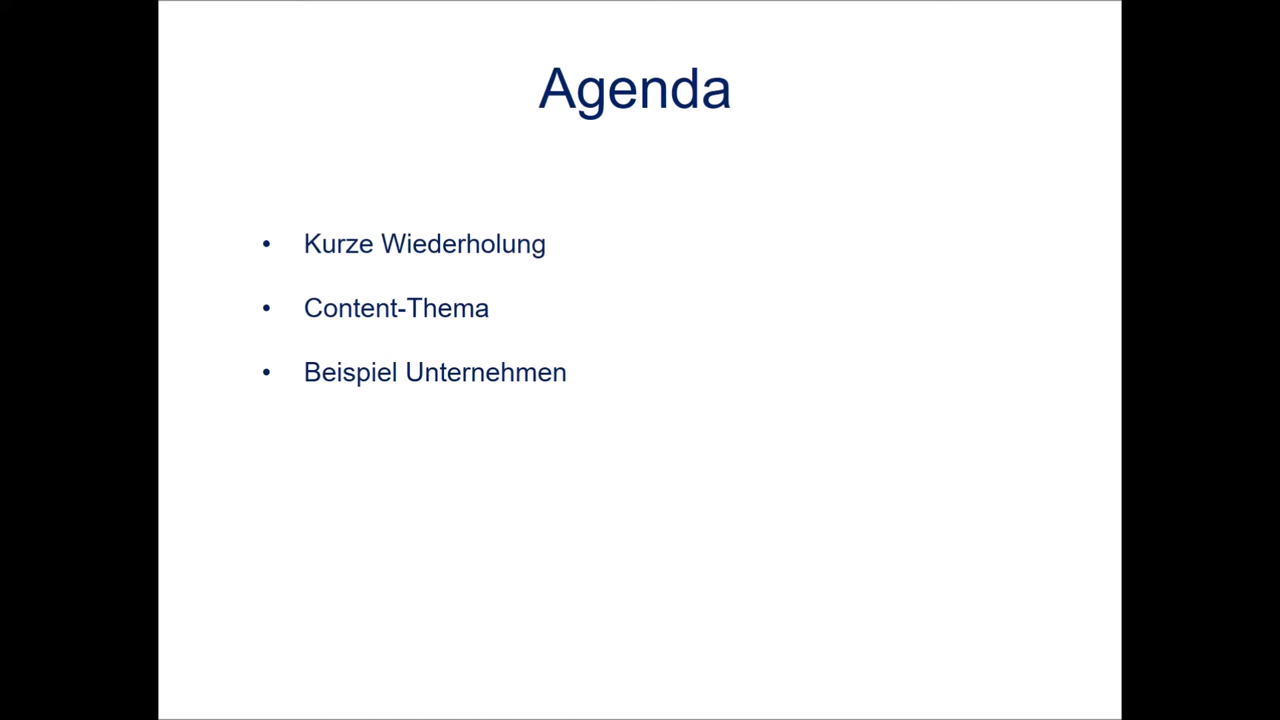 Agenda
• Kurze Wiederholung
• Content-Thema
• Beispiel Unternehmen